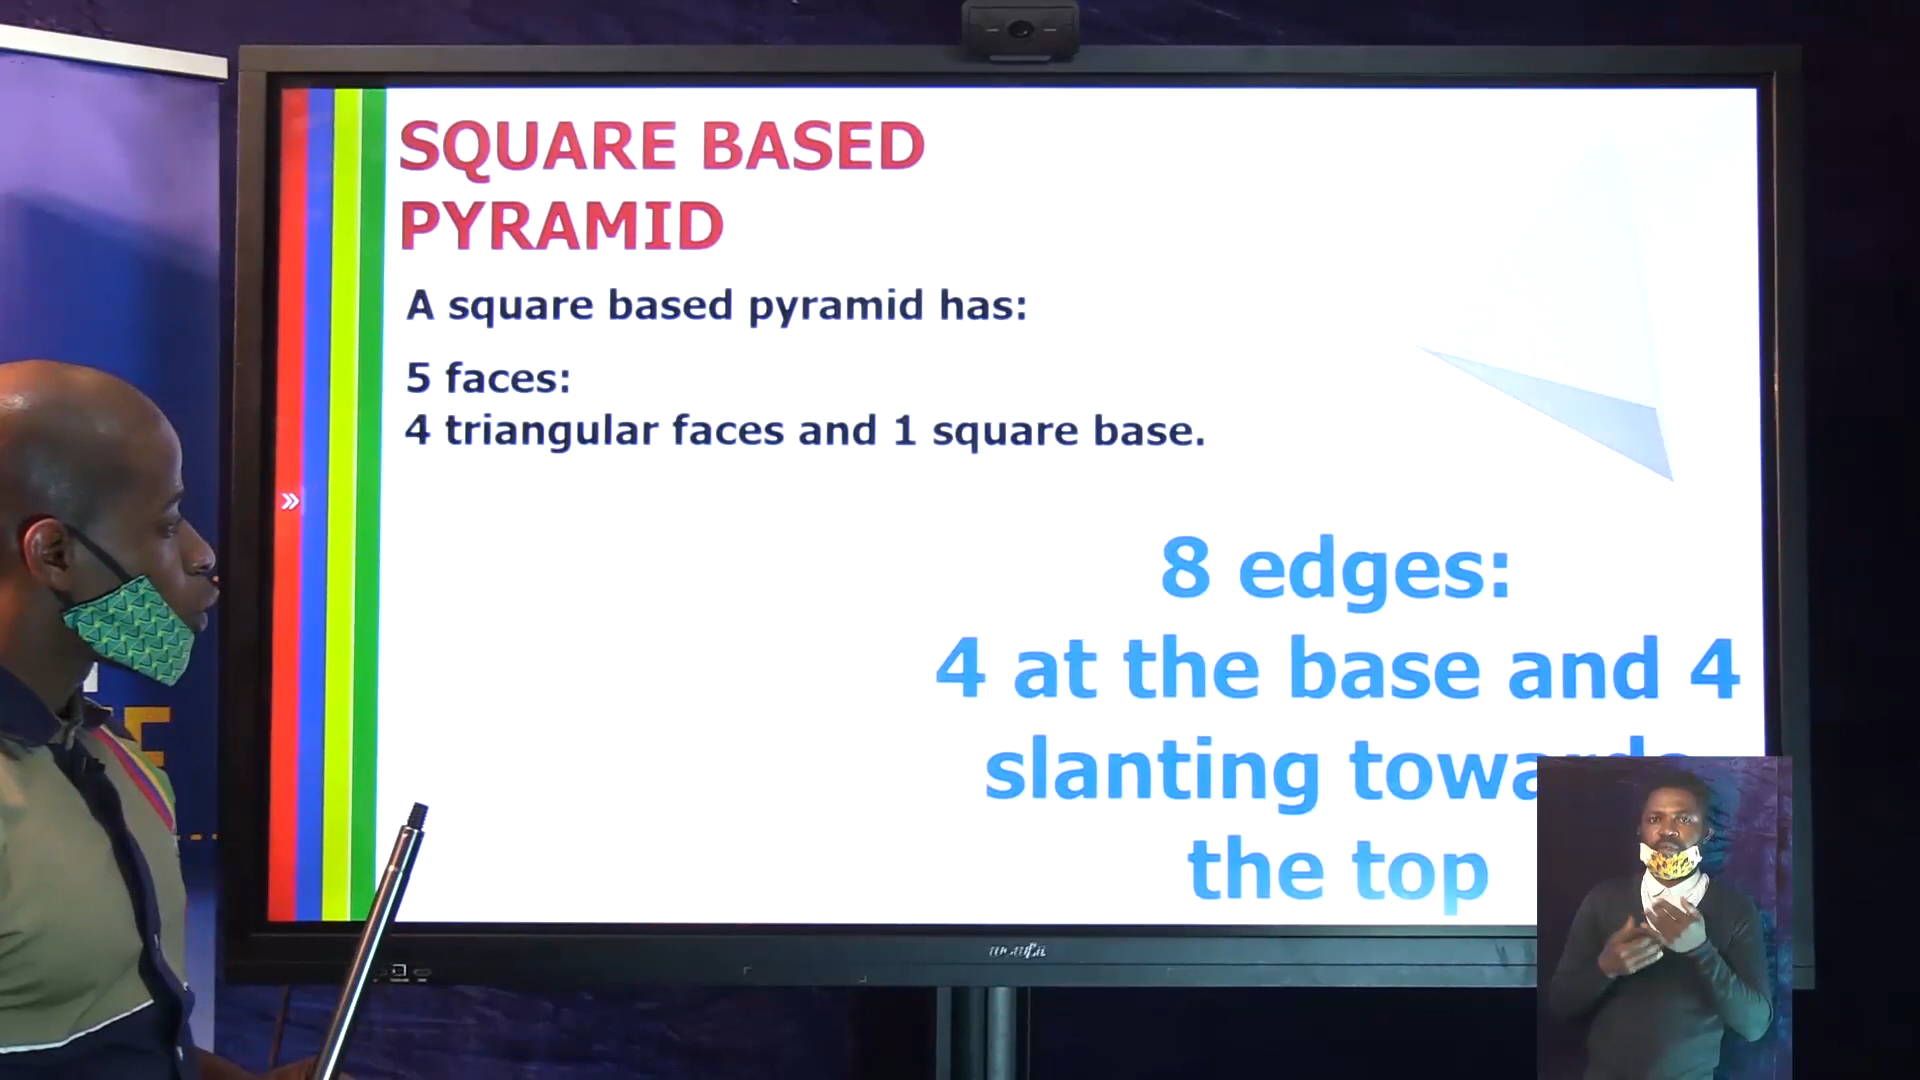 SQUARE BASED
PYRAMID
A square based pyramid has:
5 faces:
4 triangular faces and 1 square base.
8 edges:
4 at the base and 4
slanting
the top